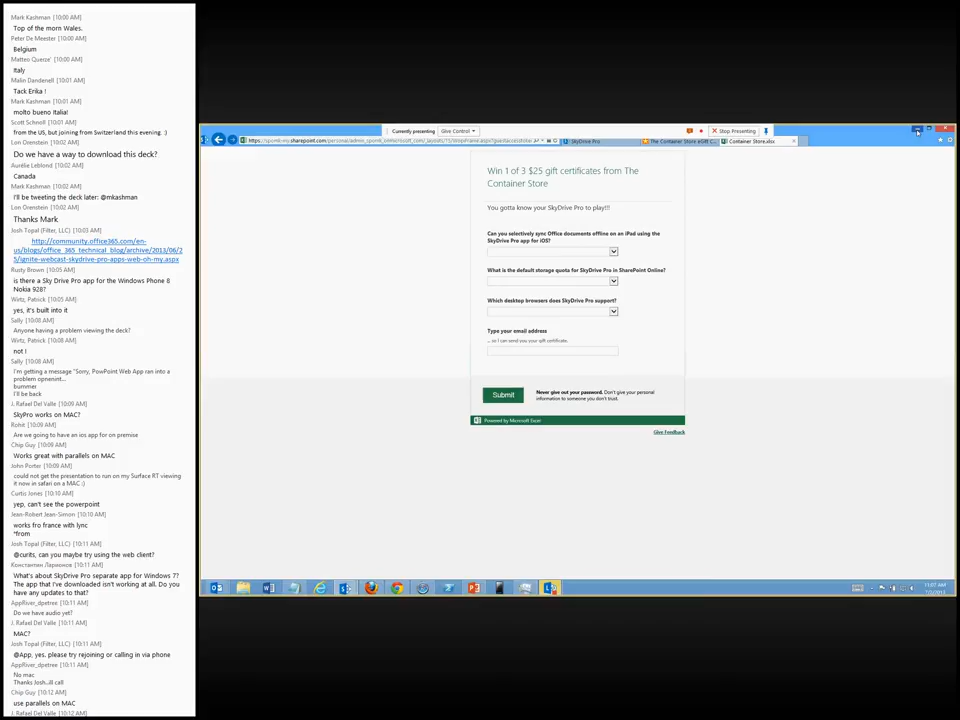 Mark Kashman [10:00 AM]
Top of the morn Wales.
Peter De Meester [10:00 AM]
Belgium
Matteo Querze' [10:00 AM]
Italy
Malin Dandenell [10:01 AM]
Tack Erika !
Mark Kashman [10:01 AM]
molto bueno Italia!
Scott Schnoll [10:01 AM]
from the US, but joining from Switzerland this evening. :)
Lon Orenstein [10:02 AM]
Do we have a way to download this deck?
Aurélie Leblond [10:02 AM]
Canada
Mark Kashman [10:02 AM]
I'll be tweeting the deck later: @mkashman
Lon Orenstein [10:02 AM]
Thanks Mark
Josh Topal (Filter, LLC) [10:03 AM]
http://community.office365.com/en-
us/blogs/office_365_technical_blog/archive/2013/06/2
5/ignite-webcast-skydrive-pro-apps-web-oh-my.aspx
Rusty Brown [10:05 AM]
is there a Sky Drive Pro app for the Windows Phone 8
Nokia 928?
Wirtz, Patrick [10:05 AM]
yes, it's built into it
Sally [10:08 AM]
Anyone having a problem viewing the deck?
Wirtz, Patrick [10:08 AM]
not I
Sally [10:08 AM]
I'm getting a message "Sorry, PowPoint Web App ran into a
problem openeint...
bummer
I'll be back
J. Rafael Del Valle [10:09 AM]
SkyPro works on MAC?
Rohit [10:09 AM]
Are we going to have an ios app for on premise
Chip Guy [10:09 AM]
Works great with parallels on MAC
John Porter [10:09 AM]
could not get the presentation to run on my Surface RT viewing
it now in safari on a MAC :)
Curtis Jones [10:10 AM]
yep, can't see the powerpoint
Jean-Robert Jean-Simon [10:10 AM]
works fro france with lync
*from
Josh Topal (Filter, LLC) [10:11 AM]
@curits, can you maybe try using the web client?
Константин Ларионов [10:11 AM]
What's about SkyDrive Pro separate app for Windows 7?
The app that I've downloaded isn't working at all. Do you
have any updates to that?
AppRiver_dpetree [10:11 AM]
Do we have audio yet?
J. Rafael Del Valle [10:11 AM]
MAC?
Josh Topal (Filter, LLC) [10:11 AM]
@App, yes. please try rejoining or calling in via phone
AppRiver_dpetree [10:11 AM]
No mac
Thanks Josh...ill call
Chip Guy [10:12 AM]
use parallels on MAC
J. Rafael Del Valle [10:12 AM]
Currently presenting
Give Control
Stop Presenting
SkyDrive Pro
The Container Store eGift C...
Container Store.xlsx
Win 1 of 3 $25 gift certificates from The
Container Store
You gotta know your SkyDrive Pro to play!!!
Can you selectively sync Office documents offline on an iPad using the
SkyDrive Pro app for iOS?
What is the default storage quota for SkyDrive Pro in SharePoint Online?
Which desktop browsers does SkyDrive Pro support?
Type your email address
... so I can send you your gift certificate.
Submit
Never give out your password. Don't give your personal
information to someone you don't trust.
Powered by Microsoft Excel
Give Feedback
11:07 AM